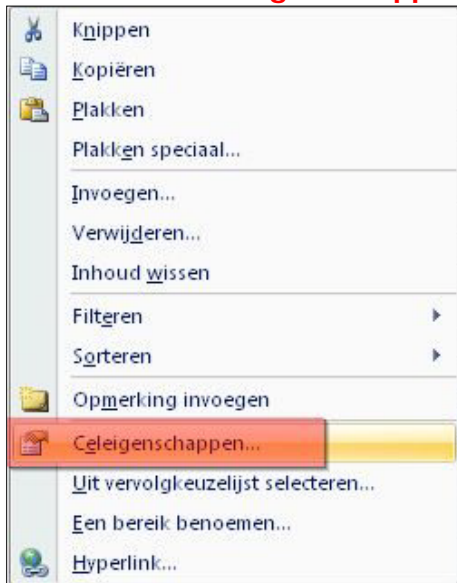 Knippen
Kopiëren
Plakken
Plakken speciaal...
Invoegen...
Verwijderen...
Inhoud wissen
Filteren
Sorteren
Opmerking invoegen
Celeigenschappen...
Uit vervolgkeuzelijst selecteren...
Een bereik benoemen...
Hyperlink...